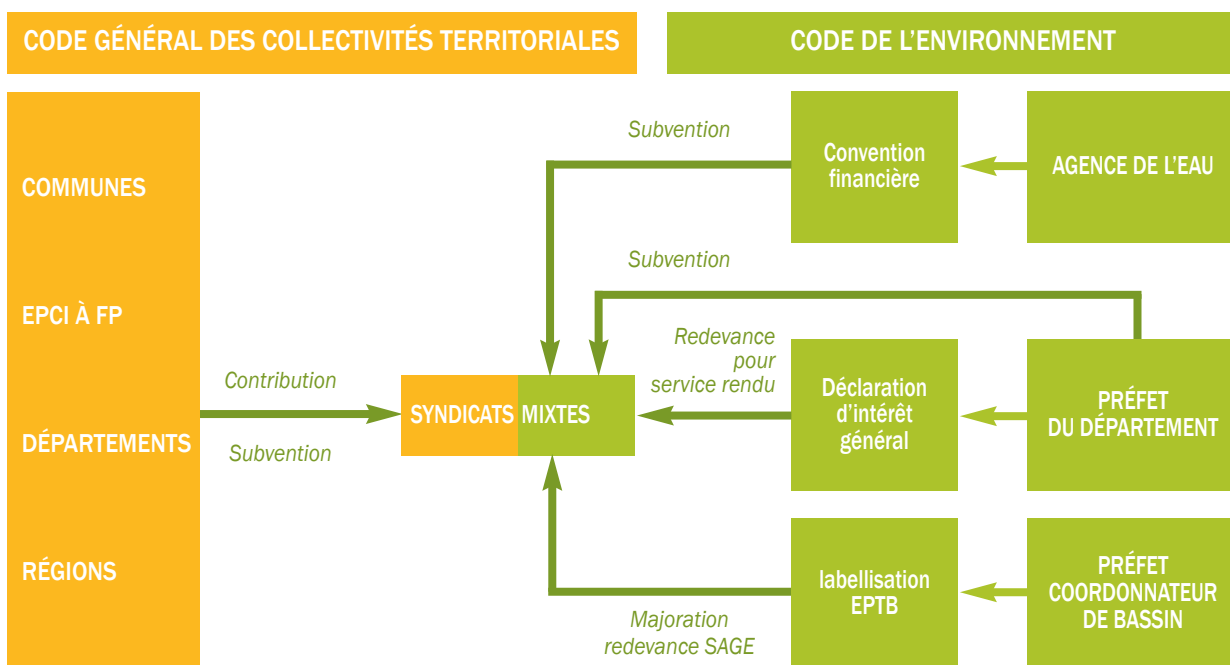 CODE GÉNÉRAL DES COLLECTIVITÉS TERRITORIALES
CODE DE L'ENVIRONNEMENT
COMMUNES
EPCI À FP
DÉPARTEMENTS
RÉGIONS
Contribution
Subvention
SYNDICATS MIXTES
Subvention
Convention
financière
AGENCE DE L'EAU
Subvention
Redevance
pour
service rendu
Déclaration
d'intérêt
général
PRÉFET
DU DÉPARTEMENT
Majoration
redevance SAGE
labellisation
EPTB
PRÉFET
COORDONNATEUR
DE BASSIN